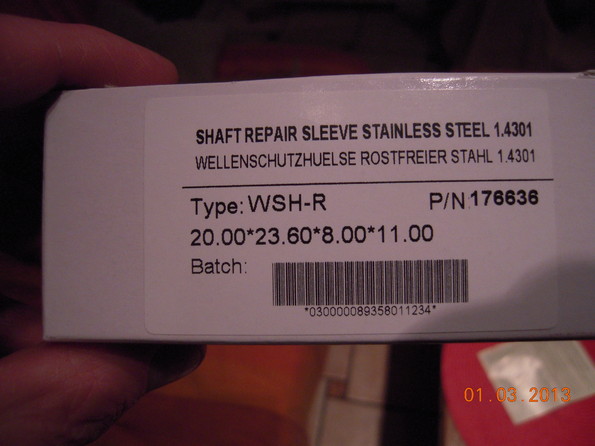 SHAFT REPAIR SLEEVE STAINLESS STEEL 1.4301
WELLENSCHUTZHUELSE ROSTFREIER STAHL 1.4301
Type: WSH-R P/N 176636
20.00*23.60*8.00*11.00
Batch:
*030000089358011234*
01.03.2013